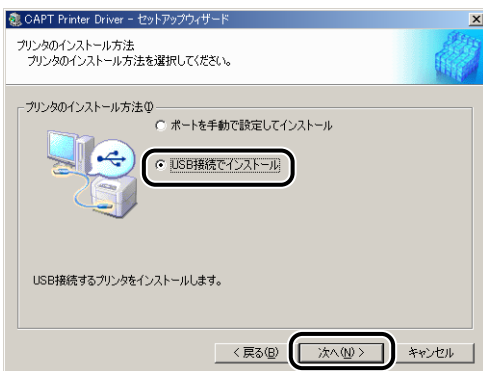 CAPT Printer Driver - セットアップウィザード
プリンタのインストール方法
プリンタのインストール方法を選択してください。
プリンタのインストール方法(I)
ポートを手動で設定してインストール
USB接続でインストール
USB接続するプリンタをインストールします。
< 戻る(B)
次へ(N) >
キャンセル